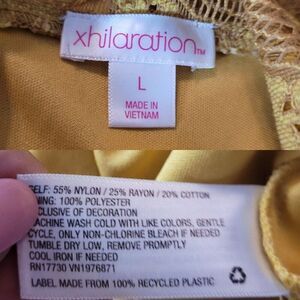 xhilaration™
L
MADE IN
VIETNAM
SELF: 55% NYLON / 25% RAYON / 20% COTTON
NING: 100% POLYESTER
CLUSIVE OF DECORATION
ACHINE WASH COLD WITH LIKE COLORS, GENTLE
CYCLE, ONLY NON-CHLORINE BLEACH IF NEEDED
TUMBLE DRY LOW, REMOVE PROMPTLY
COOL IRON IF NEEDED
RN17730 VN1976871
LABEL MADE FROM 100% RECYCLED PLASTIC